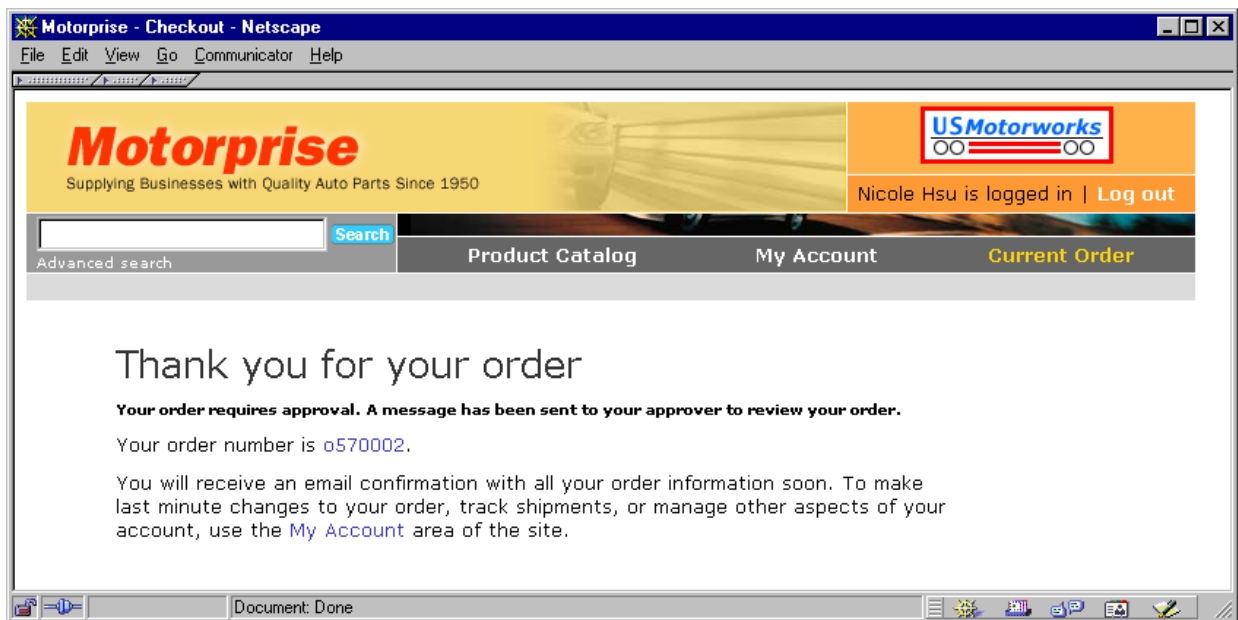 Motorprise - Checkout - Netscape
File Edit View Go Communicator Help
Motorprise
Supplying Businesses with Quality Auto Parts Since 1950
USMotorworks
Nicole Hsu is logged in | Log out
Search
Advanced search
Product Catalog My Account Current Order
Thank you for your order
Your order requires approval. A message has been sent to your approver to review your order.
Your order number is o570002.
You will receive an email confirmation with all your order information soon. To make
last minute changes to your order, track shipments, or manage other aspects of your
account, use the My Account area of the site.
Document: Done